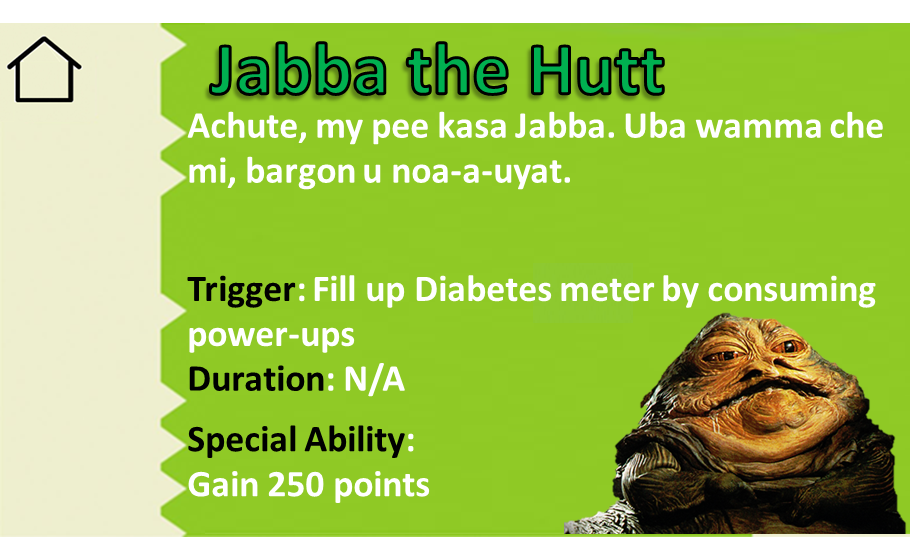 Jabba the Hutt
Achute, my pee kasa Jabba. Uba wamma che
mi, bargon u noa-a-uyat.
Trigger: Fill up Diabetes meter by consuming
power-ups
Duration: N/A
Special Ability:
Gain 250 points